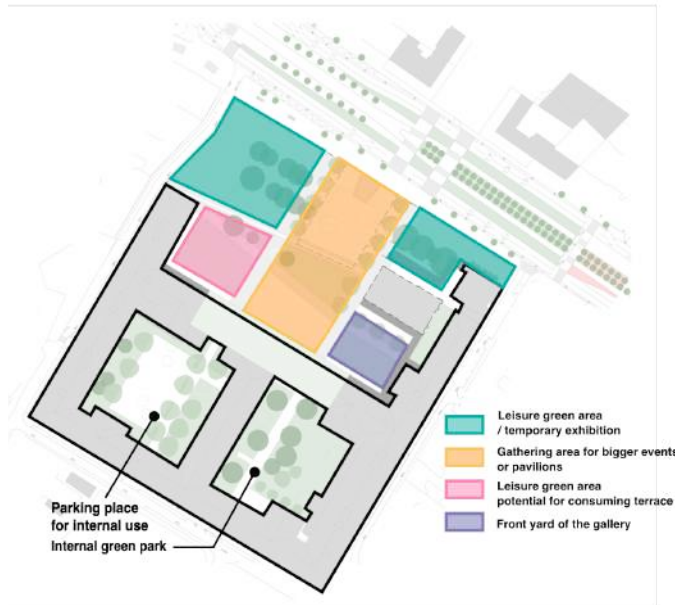 Leisure green area
/ temporary exhibition
Gathering area for bigger events
or pavilions
Leisure green area
potential for consuming terrace
Front yard of the gallery
Parking place
for internal use
Internal green park